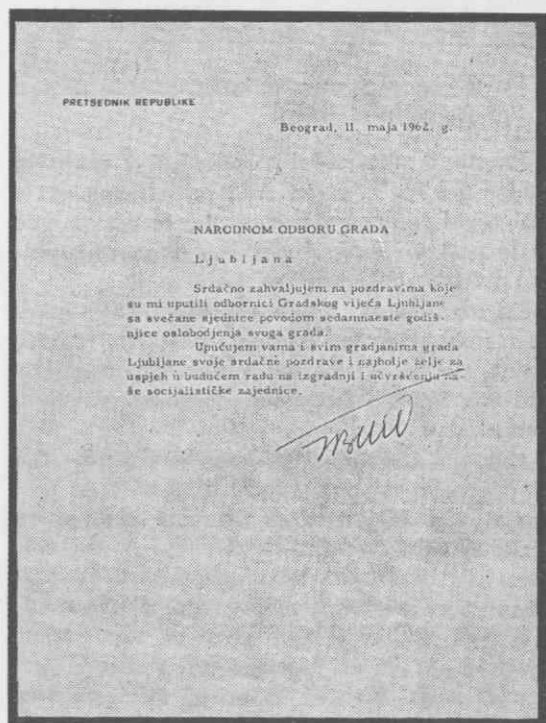 PRETSEDNIK REPUBLIKE
Beograd, 11. maja 1962. g.
NARODNOM ODBORU GRADA
Ljubljana
Srdačno zahvaljujem na pozdravima koje
su mi uputili odbornici Gradskog vijeća Ljubljane
sa svečane sjednice povodom sedamnaeste godiš-
njice oslobodjenja svoga grada.
Upućujem vama i svim gradjanima grada
Ljubljane svoje srdačne pozdrave i najbolje želje za
uspjeh u budućem radu na izgradnji i učvršćenju na-
še socijalističke zajednice.